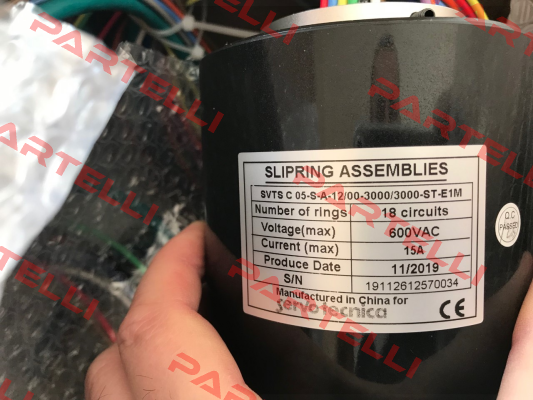 PARTELLI
PARTELLI
PARTELLI
PARTELLI
SLIPRING ASSEMBLIES
SVTS C 05-S-A-12/00-3000/3000-ST-E1M
Number of rings 18 circuits
Voltage(max) 600VAC
Current (max) 15A
Produce Date 11/2019
S/N 19112612570034
Manufactured in China for
servotecnica
CE
Q.C
PASSED
PARTELLI
PARTELLI
PARTELLI